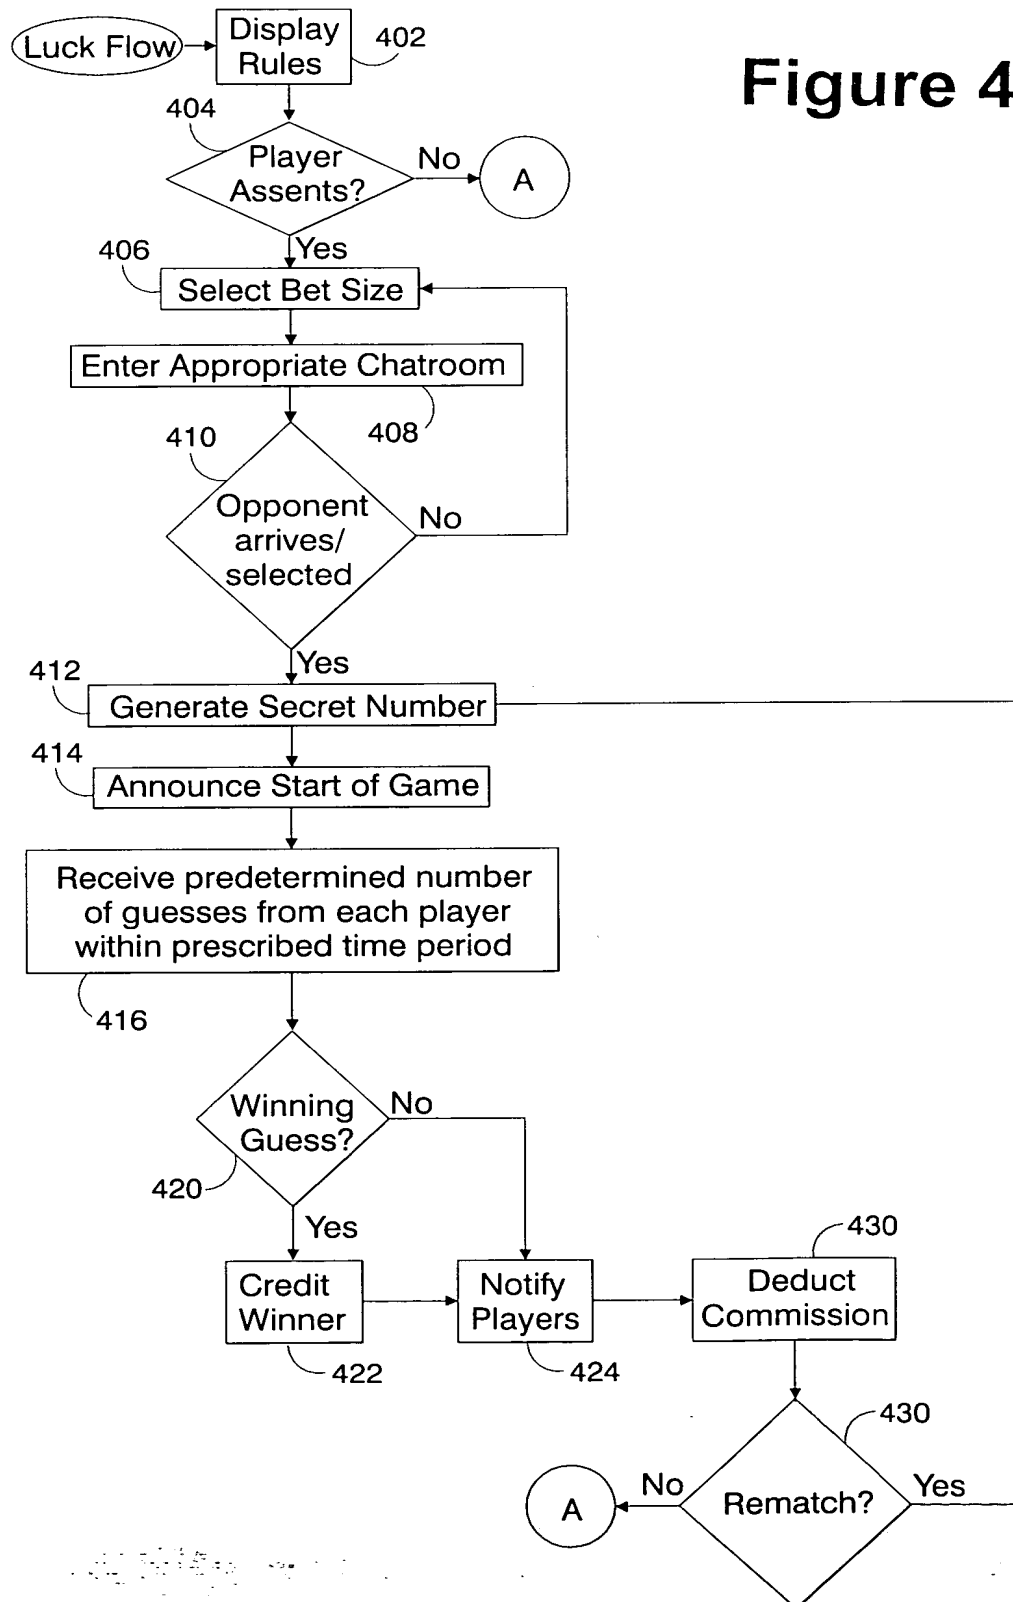 Figure 4
Luck Flow
Display
Rules
402
404
Player
Assents?
No
A
Yes
406
Select Bet Size
Enter Appropriate Chatroom
408
410
Opponent
arrives/
selected
No
Yes
412
Generate Secret Number
414
Announce Start of Game
Receive predetermined number
of guesses from each player
within prescribed time period
416
Winning
Guess?
No
420
Yes
Credit
Winner
422
Notify
Players
424
430
Deduct
Commission
430
Rematch?
No
A
Yes